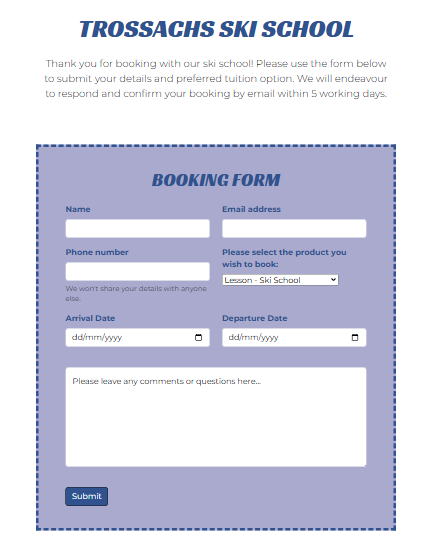 TROSSACHS SKI SCHOOL
Thank you for booking with our ski school! Please use the form below
to submit your details and preferred tuition option. We will endeavour
to respond and confirm your booking by email within 5 working days.
BOOKING FORM
Name
Email address
Phone number
We won't share your details with anyone
else.
Please select the product you
wish to book:
Lesson - Ski School
Arrival Date
dd/mm/yyyy
Departure Date
dd/mm/yyyy
Please leave any comments or questions here...
Submit